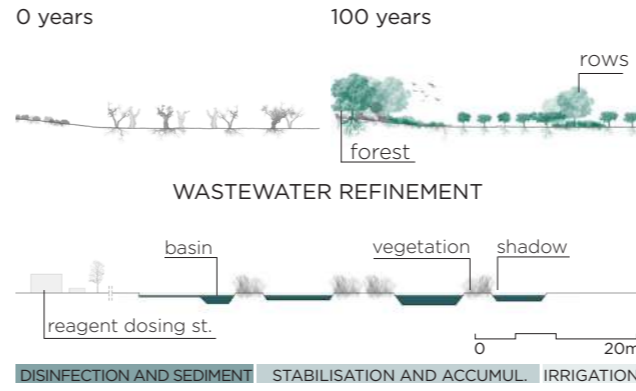 0 years
100 years
rows
forest
WASTEWATER REFINEMENT
basin
vegetation
shadow
reagent dosing st.
0
20m
DISINFECTION AND SEDIMENT
STABILISATION AND ACCUMUL.
IRRIGATION